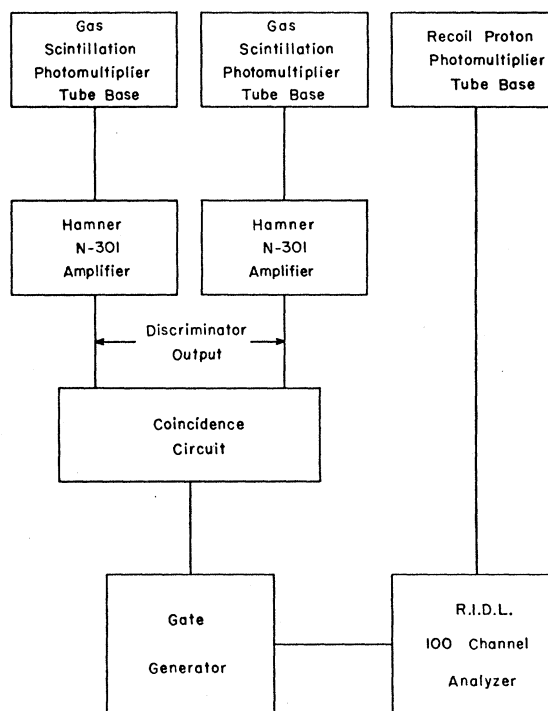 Gas
Scintillation
Photomultiplier
Tube Base
Gas
Scintillation
Photomultiplier
Tube Base
Recoil Proton
Photomultiplier
Tube Base
Hamner
N-301
Amplifier
Hamner
N-301
Amplifier
Discriminator
Output
Coincidence
Circuit
Gate
Generator
R.I.D.L.
100 Channel
Analyzer